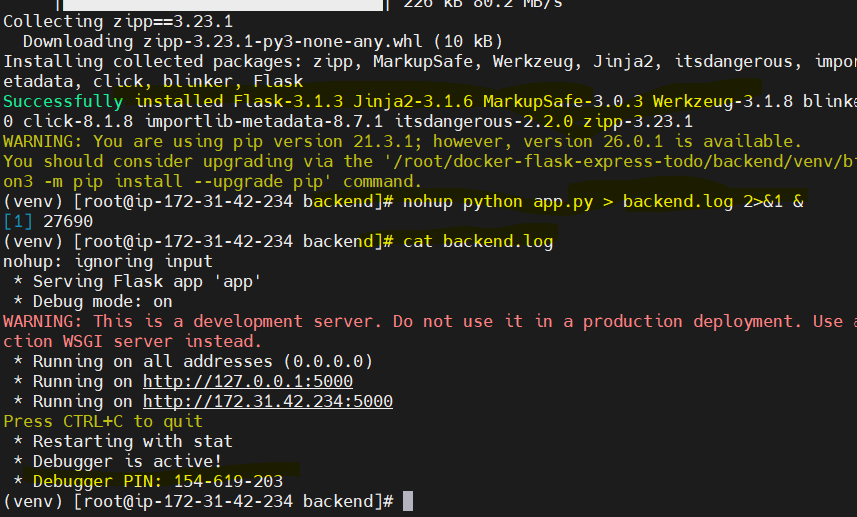 226 kB 80.2 MB/s
Collecting zipp==3.23.1
Downloading zipp-3.23.1-py3-none-any.whl (10 kB)
Installing collected packages: zipp, MarkupSafe, Werkzeug, Jinja2, itsdangerous, impor
etadata, click, blinker, Flask
Successfully installed Flask-3.1.3 Jinja2-3.1.6 MarkupSafe-3.0.3 Werkzeug-3.1.8 blinke
0 click-8.1.8 importlib-metadata-8.7.1 itsdangerous-2.2.0 zipp-3.23.1
WARNING: You are using pip version 21.3.1; however, version 26.0.1 is available.
You should consider upgrading via the '/root/docker-flask-express-todo/backend/venv/bi
on3 -m pip install --upgrade pip' command.
(venv) [root@ip-172-31-42-234 backend]# nohup python app.py > backend.log 2>&1 &
[1] 27690
(venv) [root@ip-172-31-42-234 backend]# cat backend.log
nohup: ignoring input
* Serving Flask app 'app'
* Debug mode: on
WARNING: This is a development server. Do not use it in a production deployment. Use a
ction WSGI server instead.
* Running on all addresses (0.0.0.0)
* Running on http://127.0.0.1:5000
* Running on http://172.31.42.234:5000
Press CTRL+C to quit
* Restarting with stat
* Debugger is active!
* Debugger PIN: 154-619-203
(venv) [root@ip-172-31-42-234 backend]#